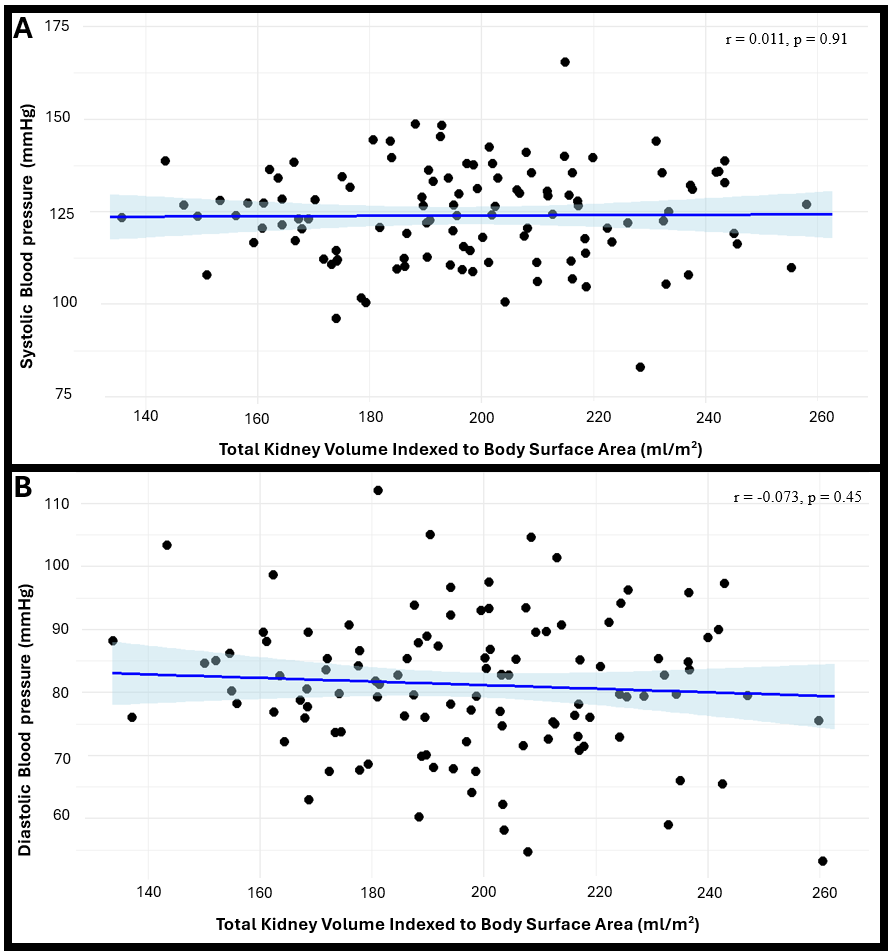 A
r = 0.011, p = 0.91
Systolic Blood pressure (mmHg)
175
150
125
100
75
140 160 180 200 220 240 260
Total Kidney Volume Indexed to Body Surface Area (ml/m²)
B
r = -0.073, p = 0.45
Diastolic Blood pressure (mmHg)
110
100
90
80
70
60
140 160 180 200 220 240 260
Total Kidney Volume Indexed to Body Surface Area (ml/m²)